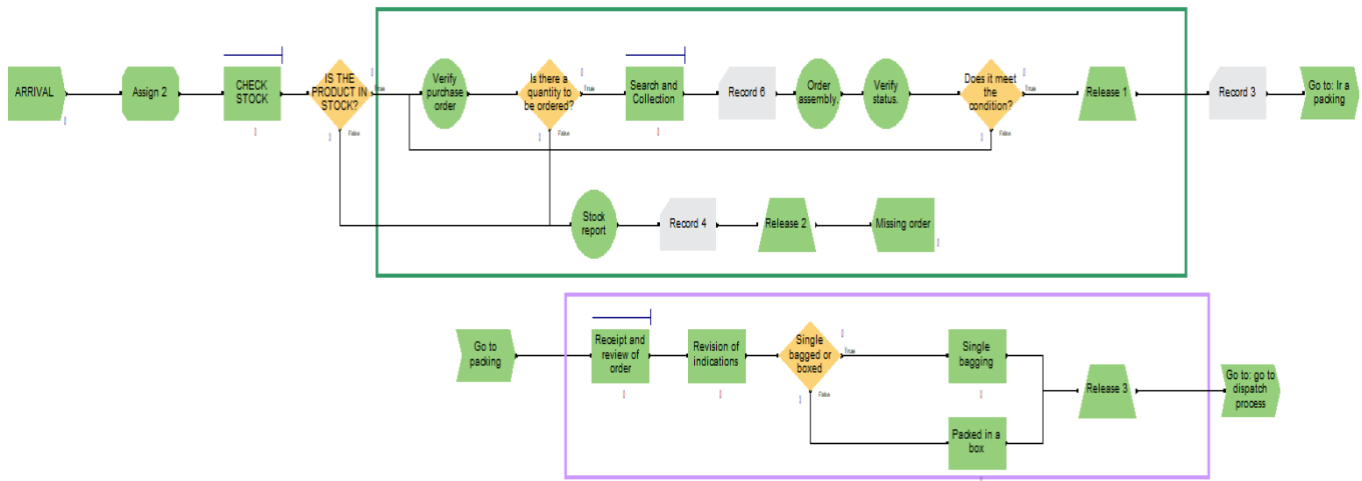 ARRIVAL
Assign 2
CHECK
STOCK
IS THE
PRODUCT IN
STOCK?
True
False
Verify
purchase
order
Is there a
quantity to
be ordered?
True
False
Search and
Collection
Record 6
Order
assembly.
Verify
status.
Does it meet
the
condition?
True
False
Release 1
Record 3
Go to: Ir a
packing
Stock
report
Record 4
Release 2
Missing order
Go to
packing
Receipt and
review of
order
Revision of
indications
Single
bagged or
boxed
True
False
Single
bagging
Packed in a
box
Release 3
Go to: go to
dispatch
process